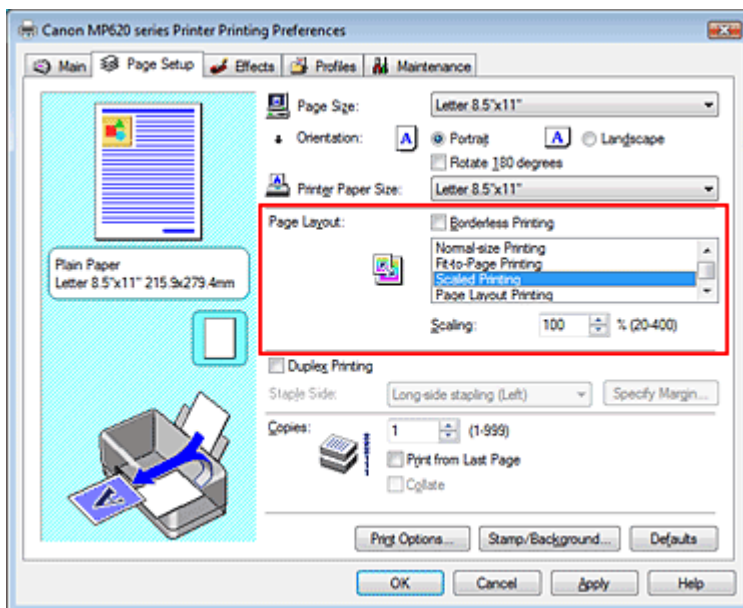 Canon MP620 series Printer Printing Preferences
Main Page Setup Effects Profiles Maintenance
Page Size: Letter 8.5"x11"
Orientation: A Portrait A Landscape
Rotate 180 degrees
Printer Paper Size: Letter 8.5"x11"
Page Layout: Borderless Printing
Normal-size Printing
Fit-to-Page Printing
Scaled Printing
Page Layout Printing
Scaling: 100 % (20-400)
Plain Paper
Letter 8.5"x11" 215.9x279.4mm
Duplex Printing
Staple Side: Long-side stapling (Left) Specify Margin...
Copies: 1 (1-999)
Print from Last Page
Collate
A
Print Options... Stamp/Background... Defaults
OK Cancel Apply Help